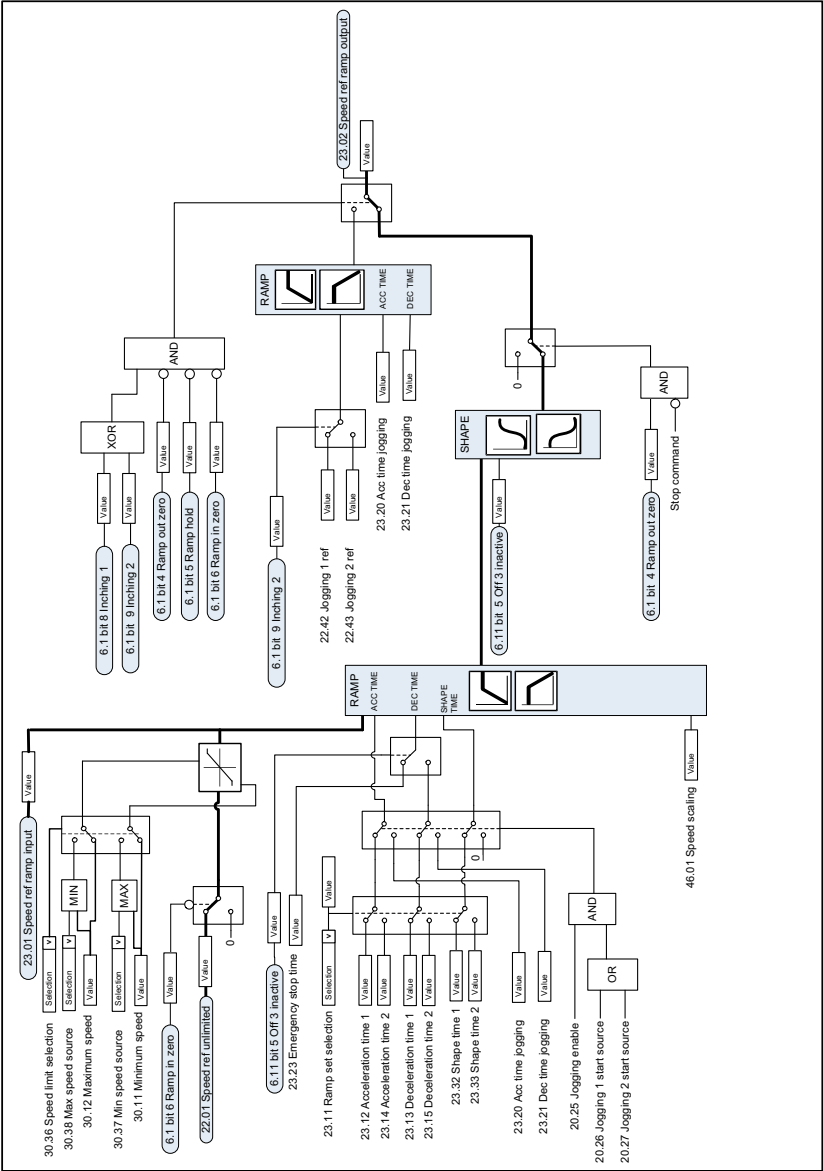 23.01 Speed ref ramp input
Value
30.36 Speed limit selection
Selection
v
30.38 Max speed source
Selection
v
MIN
30.12 Maximum speed
Value
30.37 Min speed source
Selection
v
MAX
30.11 Minimum speed
Value
6.1 bit 6 Ramp in zero
Value
22.01 Speed ref unlimited
Value
0
6.11 bit 5 Off 3 inactive
Value
23.23 Emergency stop time
Value
23.11 Ramp set selection
Selection
v
Value
23.12 Acceleration time 1
Value
23.14 Acceleration time 2
Value
23.13 Deceleration time 1
Value
23.15 Deceleration time 2
Value
23.32 Shape time 1
Value
23.33 Shape time 2
Value
0
23.20 Acc time jogging
Value
23.21 Dec time jogging
Value
20.25 Jogging enable
AND
20.26 Jogging 1 start source
OR
20.27 Jogging 2 start source
RAMP
ACC TIME
DEC TIME
SHAPE
TIME
46.01 Speed scaling
Value
6.1 bit 8 Inching 1
Value
6.1 bit 9 Inching 2
Value
XOR
6.1 bit 4 Ramp out zero
Value
6.1 bit 5 Ramp hold
Value
6.1 bit 6 Ramp in zero
Value
AND
6.1 bit 9 Inching 2
Value
22.42 Jogging 1 ref
Value
22.43 Jogging 2 ref
Value
23.20 Acc time jogging
Value
23.21 Dec time jogging
Value
RAMP
ACC TIME
DEC TIME
6.11 bit 5 Off 3 inactive
Value
SHAPE
0
6.1 bit 4 Ramp out zero
Value
Stop command
AND
23.02 Speed ref ramp output
Value